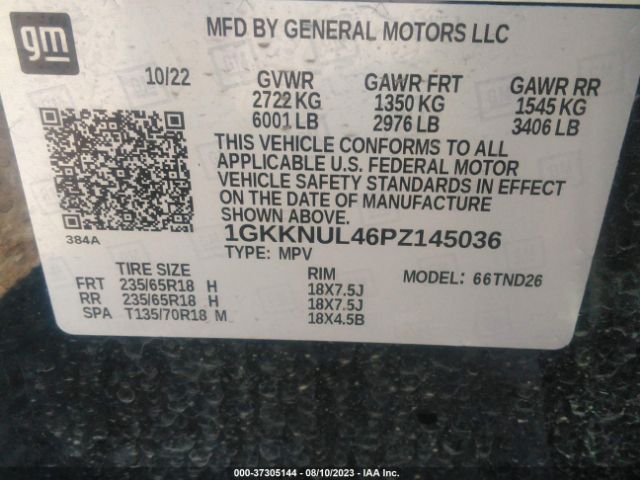 gm
MFD BY GENERAL MOTORS LLC
10/22 GVWR GAWR FRT GAWR RR
2722 KG 1350 KG 1545 KG
6001 LB 2976 LB 3406 LB
THIS VEHICLE CONFORMS TO ALL
APPLICABLE U.S. FEDERAL MOTOR
VEHICLE SAFETY STANDARDS IN EFFECT
ON THE DATE OF MANUFACTURE
SHOWN ABOVE.
384A
1GKKNUL46PZ145036
TYPE: MPV MODEL: 66TND26
TIRE SIZE RIM
FRT 235/65R18 H 18X7.5J
RR 235/65R18 H 18X7.5J
SPA T135/70R18 M 18X4.5B
000-37305144 - 08/10/2023 - IAA Inc.